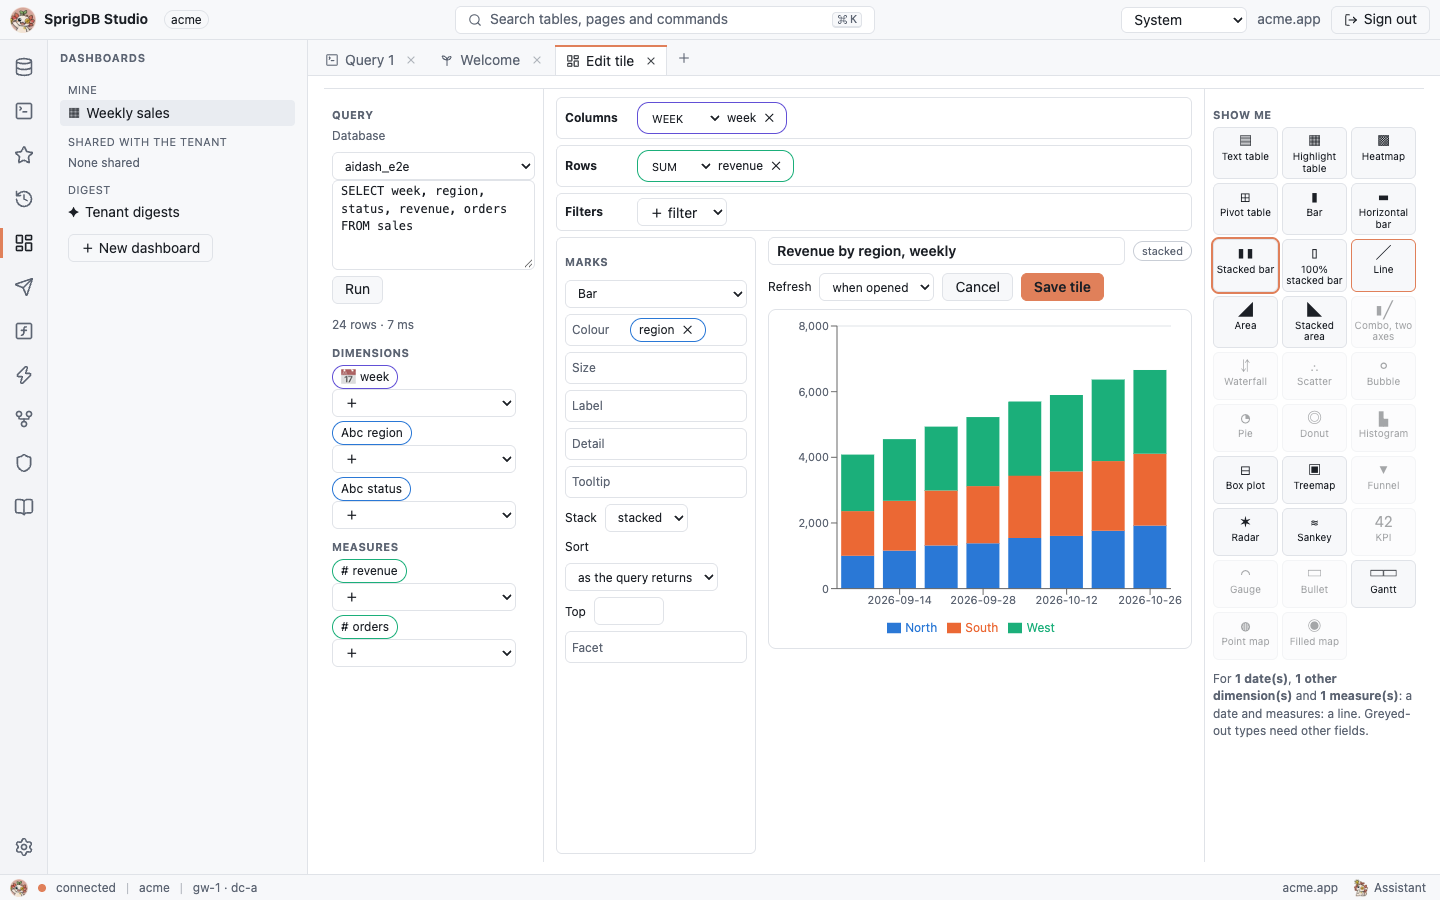 SprigDB Studio
acme
Search tables, pages and commands
⌘ K
System
acme.app
Sign out
DASHBOARDS
MINE
Weekly sales
SHARED WITH THE TENANT
None shared
DIGEST
Tenant digests
+ New dashboard
Query 1
Welcome
Edit tile
QUERY
Database
aidash_e2e
SELECT week, region,
status, revenue, orders
FROM sales
Run
24 rows · 7 ms
DIMENSIONS
week
+
Abc region
+
Abc status
+
MEASURES
# revenue
+
# orders
+
Columns
WEEK
week
Rows
SUM
revenue
Filters
+ filter
MARKS
Bar
Colour
region
Size
Label
Detail
Tooltip
Stack
stacked
Sort
as the query returns
Top
Facet
Revenue by region, weekly
stacked
Refresh
when opened
Cancel
Save tile
8,000
6,000
4,000
2,000
0
2026-09-14
2026-09-28
2026-10-12
2026-10-26
North
South
West
SHOW ME
Text table
Highlight
table
Heatmap
Pivot table
Bar
Horizontal
bar
Stacked bar
100%
stacked bar
Line
Area
Stacked
area
Combo, two
axes
Waterfall
Scatter
Bubble
Pie
Donut
Histogram
Box plot
Treemap
Funnel
Radar
Sankey
42
KPI
Gauge
Bullet
Gantt
Point map
Filled map
For 1 date(s), 1 other
dimension(s) and 1 measure(s): a
date and measures: a line. Greyed-
out types need other fields.
connected
acme
gw-1 · dc-a
acme.app
Assistant